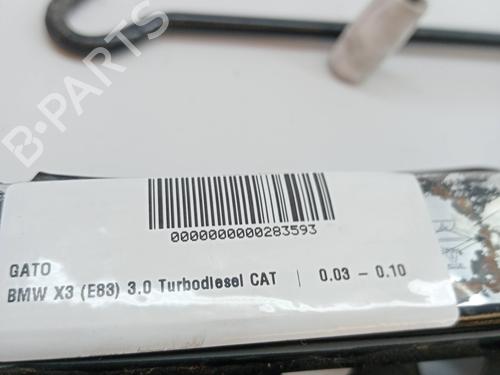 B-PARTS
0000000000283593
GATO
BMW X3 (E83) 3.0 Turbodiesel CAT | 0.03 – 0.10